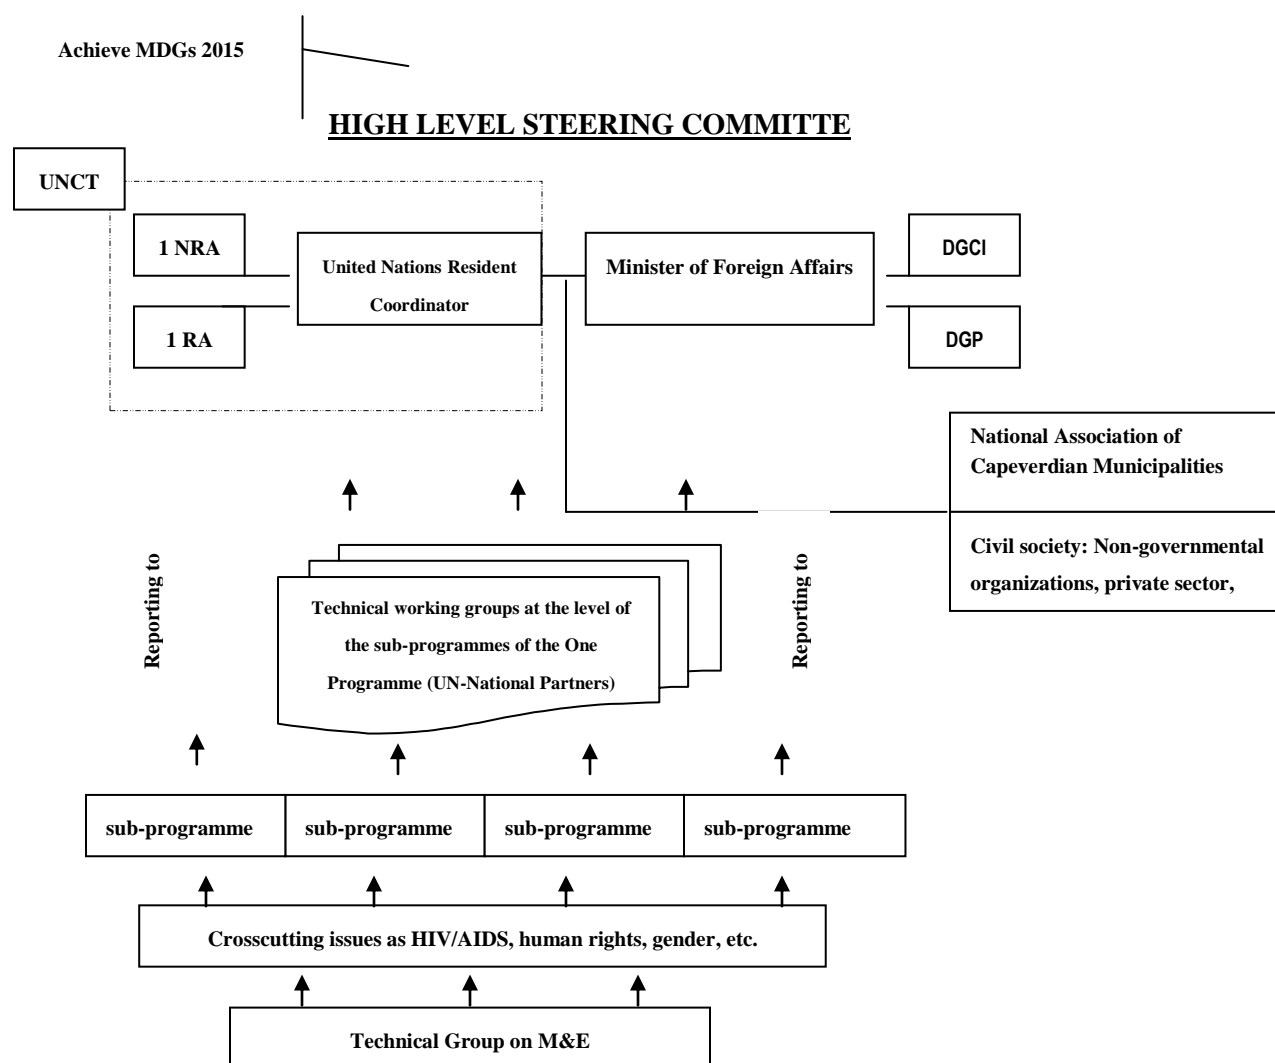 Achieve MDGs 2015
HIGH LEVEL STEERING COMMITTE
UNCT
1 NRA
United Nations Resident
Coordinator
Minister of Foreign Affairs
DGCI
1 RA
DGP
National Association of
Capeverdian Municipalities
Civil society: Non-governmental
organizations, private sector,
Reporting to
Technical working groups at the level of
the sub-programmes of the One
Programme (UN-National Partners)
Reporting to
sub-programme
sub-programme
sub-programme
sub-programme
Crosscutting issues as HIV/AIDS, human rights, gender, etc.
Technical Group on M&E